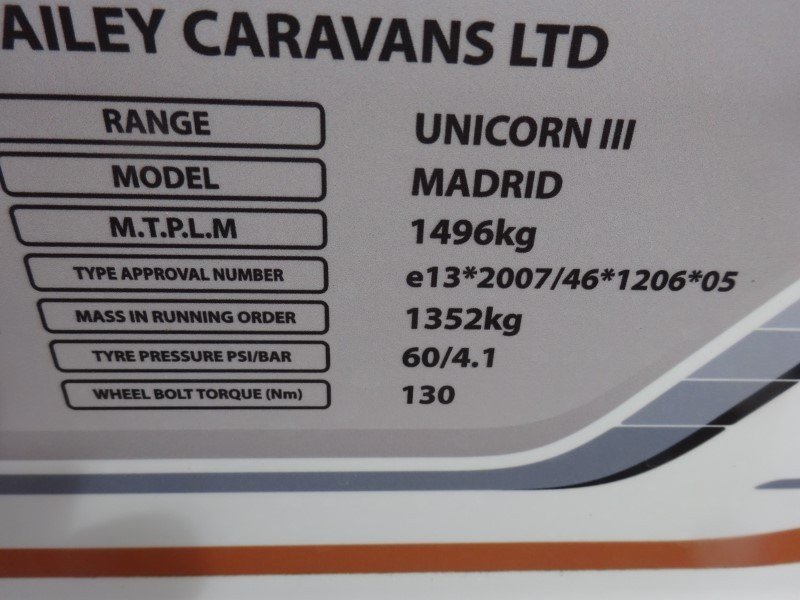 AILEY CARAVANS LTD
RANGE UNICORN III
MODEL MADRID
M.T.P.L.M 1496kg
TYPE APPROVAL NUMBER e13*2007/46*1206*05
MASS IN RUNNING ORDER 1352kg
TYRE PRESSURE PSI/BAR 60/4.1
WHEEL BOLT TORQUE (Nm) 130